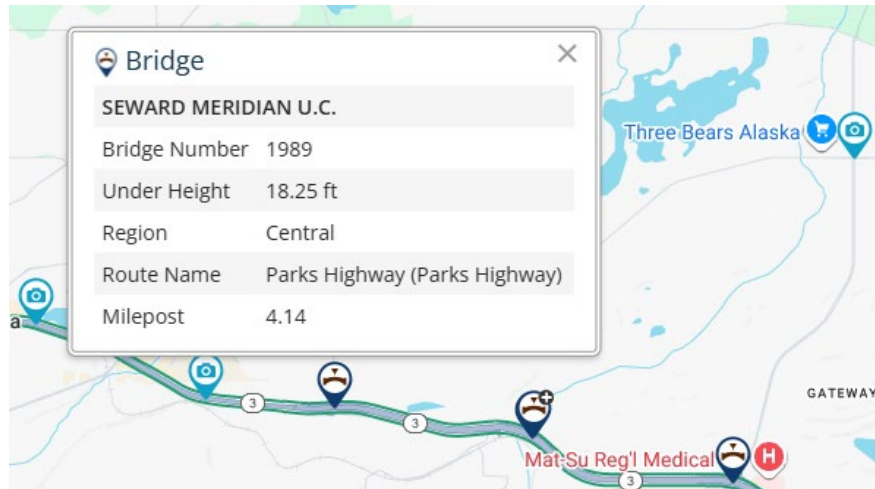 Bridge
SEWARD MERIDIAN U.C.
Bridge Number 1989
Under Height 18.25 ft
Region Central
Route Name Parks Highway (Parks Highway)
Milepost 4.14
Three Bears Alaska
a
3
3
GATEWAY
Mat-Su Reg'l Medical
H
3